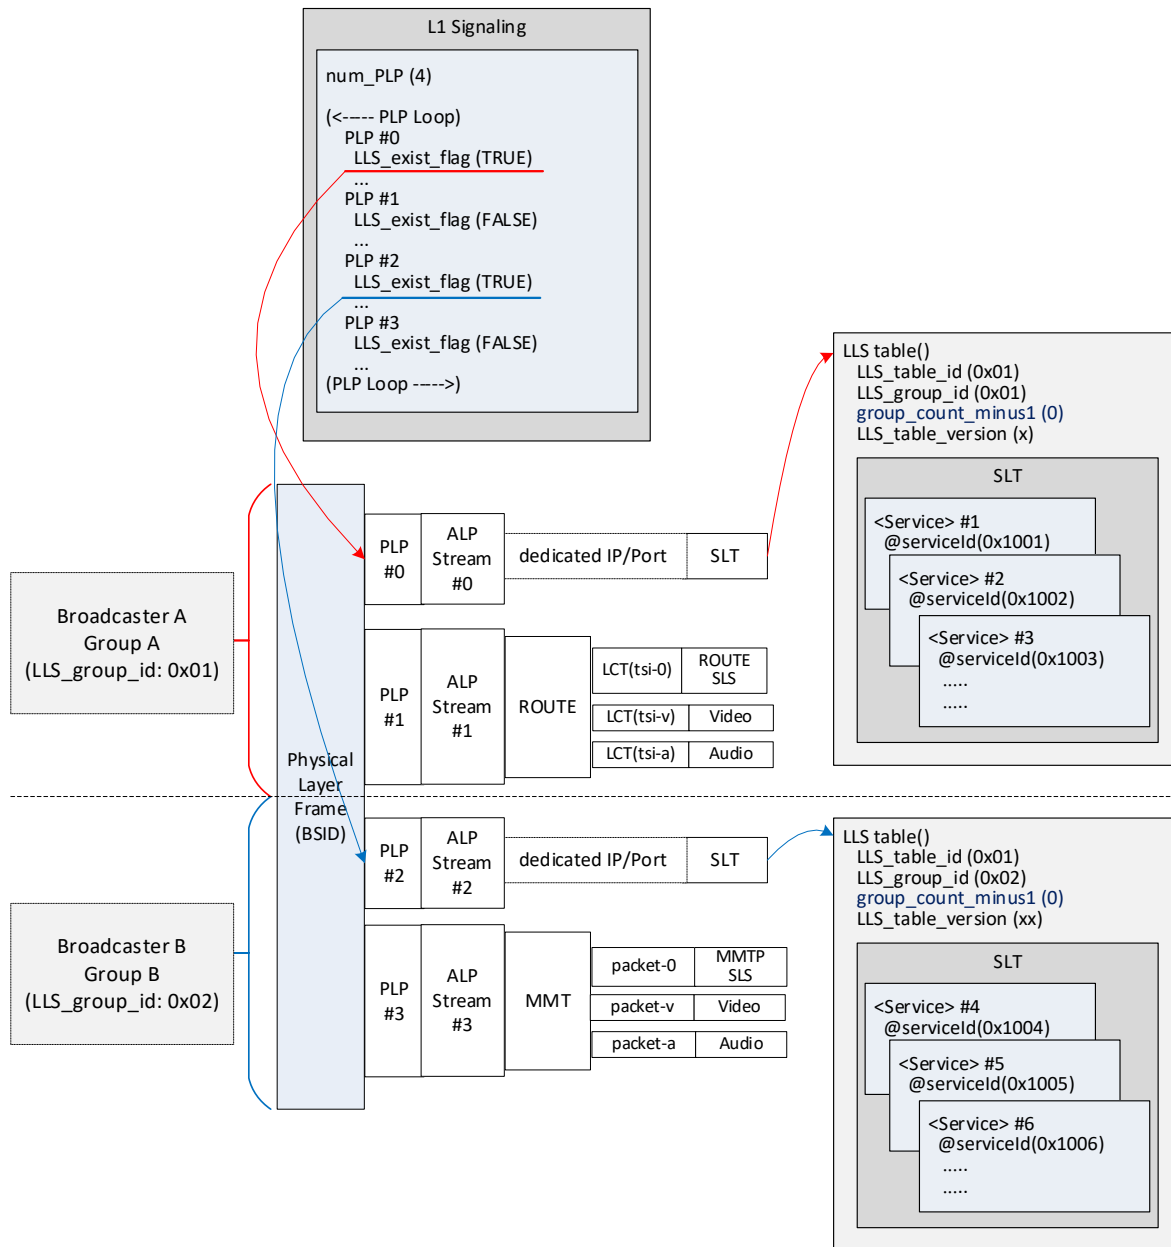 L1 Signaling
num_PLP (4)
(<----- PLP Loop)
PLP #0
LLS_exist_flag (TRUE)
...
PLP #1
LLS_exist_flag (FALSE)
...
PLP #2
LLS_exist_flag (TRUE)
...
PLP #3
LLS_exist_flag (FALSE)
...
(PLP Loop ----->)
Broadcaster A
Group A
(LLS_group_id: 0x01)
Physical
Layer
Frame
(BSID)
PLP
#0
ALP
Stream
#0
dedicated IP/Port
SLT
PLP
#1
ALP
Stream
#1
ROUTE
LCT(tsi-0)
ROUTE
SLS
LCT(tsi-v)
Video
LCT(tsi-a)
Audio
LLS table()
LLS_table_id (0x01)
LLS_group_id (0x01)
group_count_minus1 (0)
LLS_table_version (x)
SLT
<Service> #1
@serviceId(0x1001)
<Service> #2
@serviceId(0x1002)
<Service> #3
@serviceId(0x1003)
.....
.....
Broadcaster B
Group B
(LLS_group_id: 0x02)
PLP
#2
ALP
Stream
#2
dedicated IP/Port
SLT
PLP
#3
ALP
Stream
#3
MMT
packet-0
MMTP
SLS
packet-v
Video
packet-a
Audio
LLS table()
LLS_table_id (0x01)
LLS_group_id (0x02)
group_count_minus1 (0)
LLS_table_version (xx)
SLT
<Service> #4
@serviceId(0x1004)
<Service> #5
@serviceId(0x1005)
<Service> #6
@serviceId(0x1006)
.....
.....